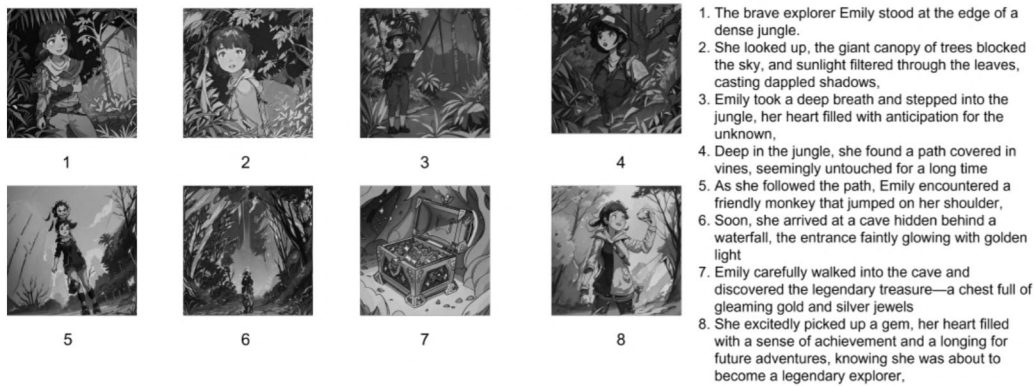 1
2
3
4
5
6
7
8
1. The brave explorer Emily stood at the edge of a
dense jungle.
2. She looked up, the giant canopy of trees blocked
the sky, and sunlight filtered through the leaves,
casting dappled shadows,
3. Emily took a deep breath and stepped into the
jungle, her heart filled with anticipation for the
unknown,
4. Deep in the jungle, she found a path covered in
vines, seemingly untouched for a long time
5. As she followed the path, Emily encountered a
friendly monkey that jumped on her shoulder,
6. Soon, she arrived at a cave hidden behind a
waterfall, the entrance faintly glowing with golden
light
7. Emily carefully walked into the cave and
discovered the legendary treasure—a chest full of
gleaming gold and silver jewels
8. She excitedly picked up a gem, her heart filled
with a sense of achievement and a longing for
future adventures, knowing she was about to
become a legendary explorer,